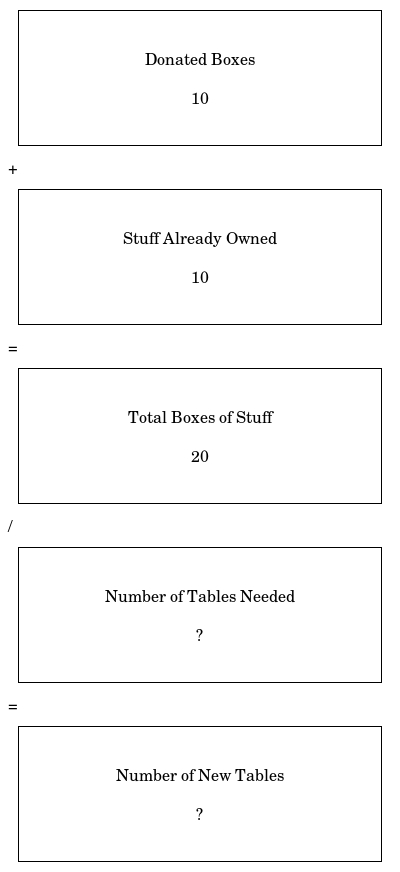 Donated Boxes
10
+
Stuff Already Owned
10
=
Total Boxes of Stuff
20
/
Number of Tables Needed
?
=
Number of New Tables
?